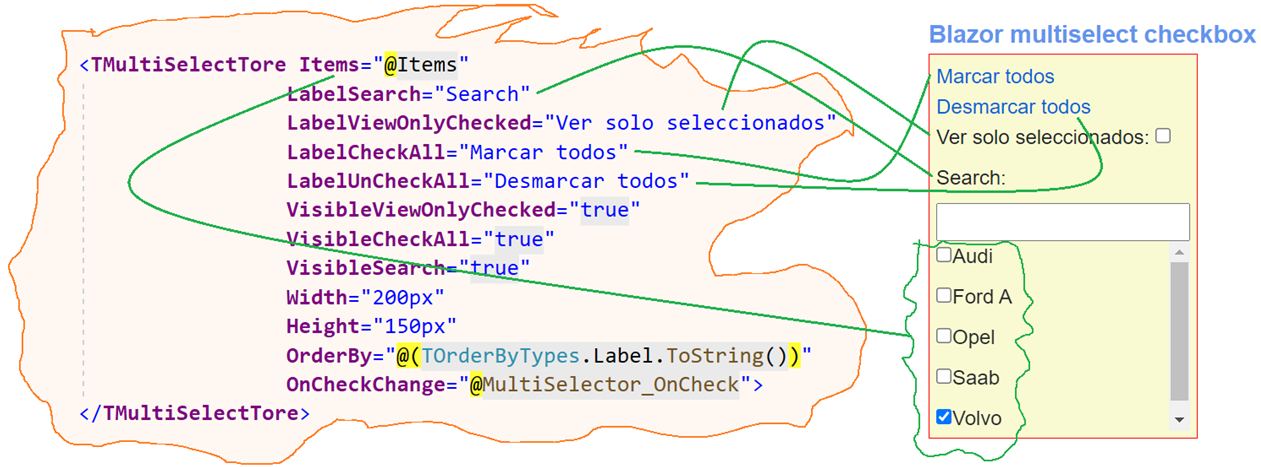 <TMultiSelectTore Items="@Items"
LabelSearch="Search"
LabelViewOnlyChecked="Ver solo seleccionados"
LabelCheckAll="Marcar todos"
LabelUnCheckAll="Desmarcar todos"
VisibleViewOnlyChecked="true"
VisibleCheckAll="true"
VisibleSearch="true"
Width="200px"
Height="150px"
OrderBy="@(TOrderByTypes.Label.ToString())"
OnCheckChange="@MultiSelector_OnCheck">
</TMultiSelectTore>
Blazor multiselect checkbox
Marcar todos
Desmarcar todos
Ver solo seleccionados:
Search:
Audi
Ford A
Opel
Saab
Volvo